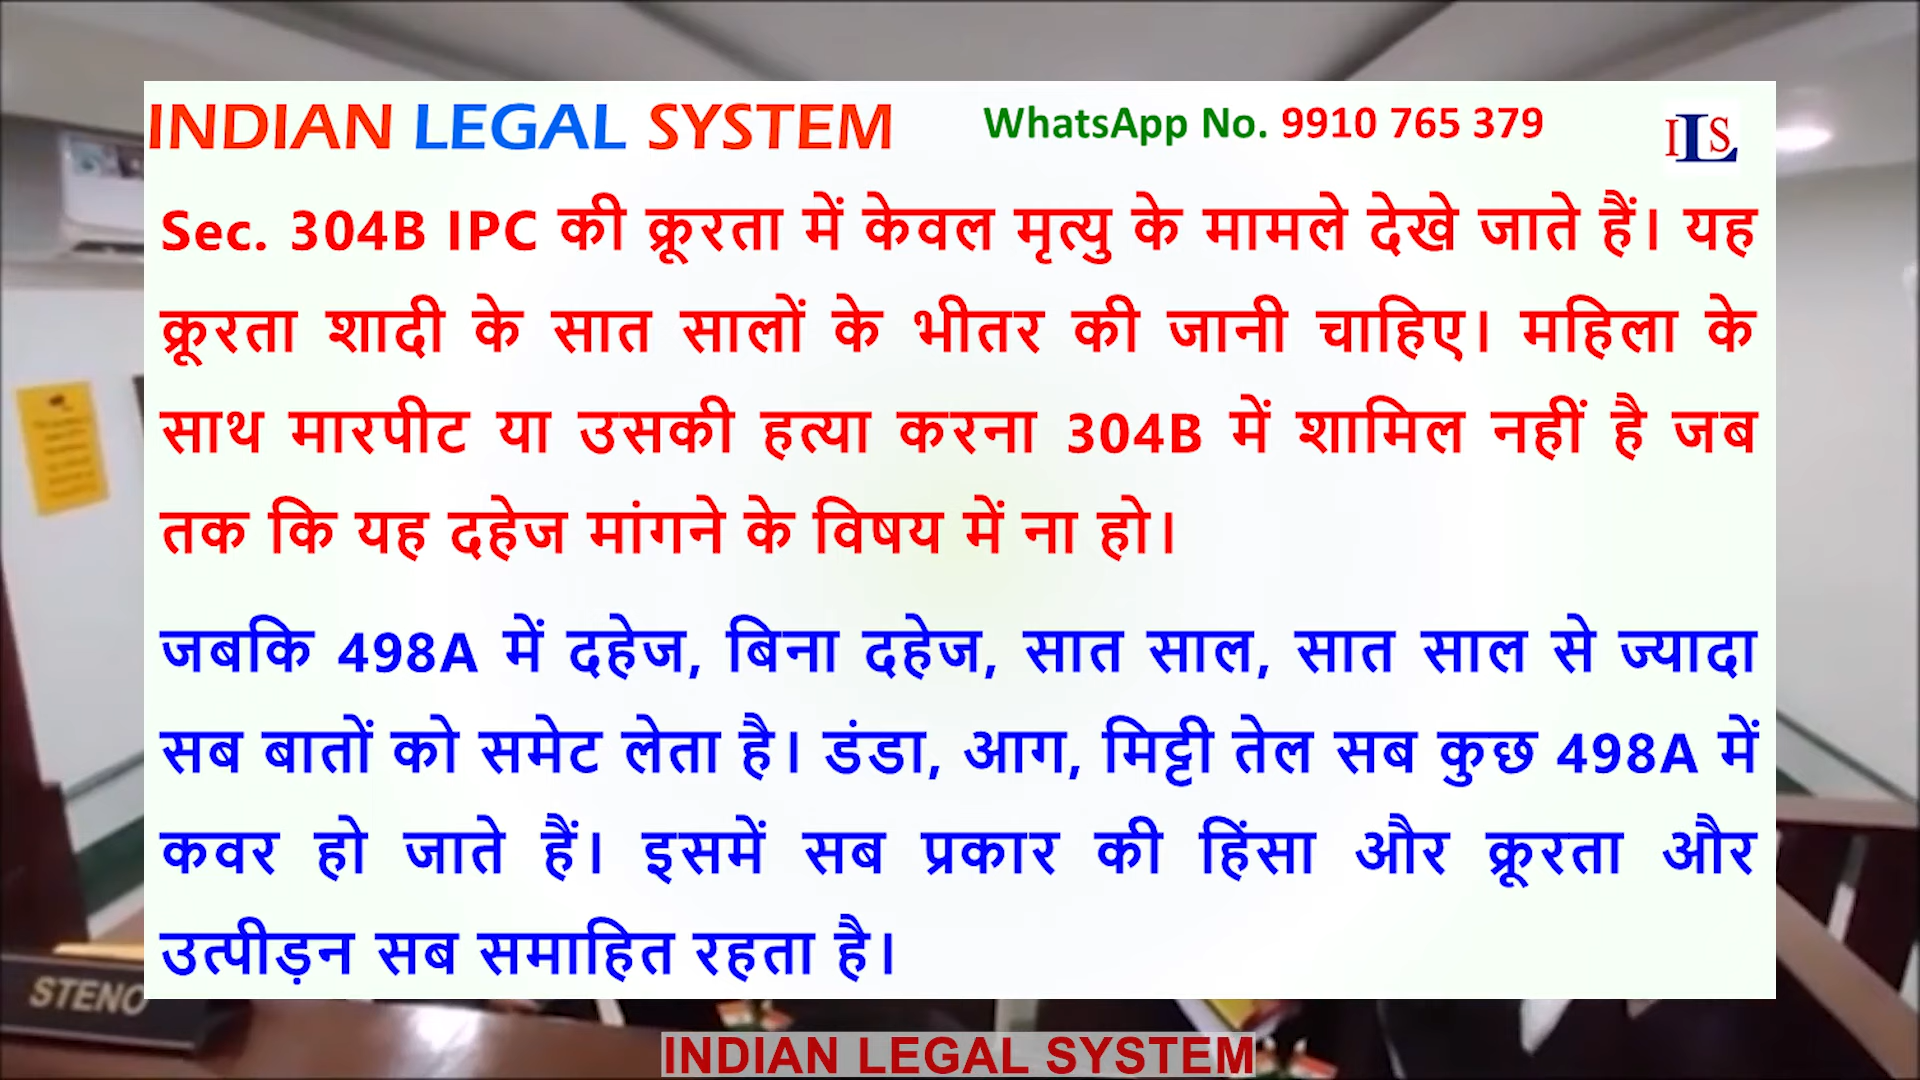 INDIAN LEGAL SYSTEM WhatsApp No. 9910 765 379 ILS
Sec. 304B IPC की क्रूरता में केवल मृत्यु के मामले देखे जाते हैं। यह
क्रूरता शादी के सात सालों के भीतर की जानी चाहिए। महिला के
साथ मारपीट या उसकी हत्या करना 304B में शामिल नहीं है जब
तक कि यह दहेज मांगने के विषय में ना हो।
जबकि 498A में दहेज, बिना दहेज, सात साल, सात साल से ज्यादा
सब बातों को समेट लेता है। डंडा, आग, मिट्टी तेल सब कुछ 498A में
कवर हो जाते हैं। इसमें सब प्रकार की हिंसा और क्रूरता और
उत्पीड़न सब समाहित रहता है।
STENO
INDIAN LEGAL SYSTEM